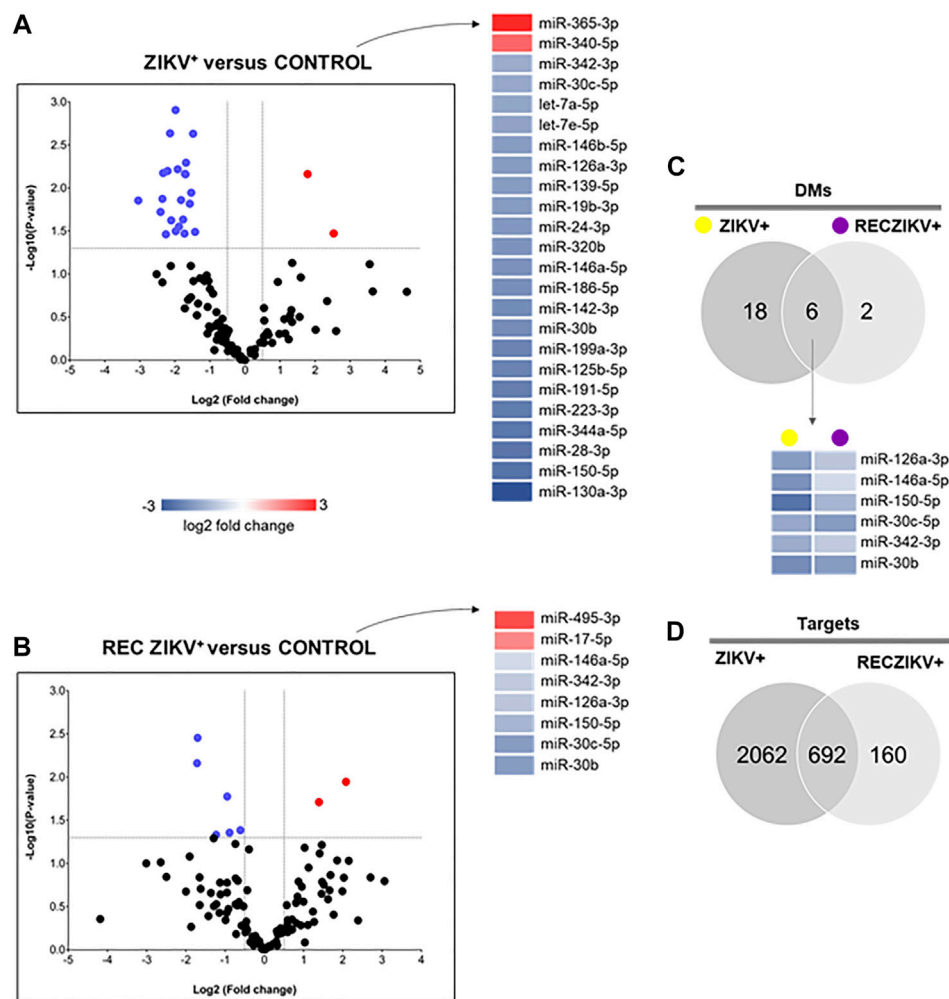 A
ZIKV+ versus CONTROL
-Log10(P-value)
3.0
2.5
2.0
1.5
1.0
0.5
0.0
-5 -4 -3 -2 -1 0 1 2 3 4 5
Log2 (Fold change)
-3 3
log2 fold change
miR-365-3p
miR-340-5p
miR-342-3p
miR-30c-5p
let-7a-5p
let-7e-5p
miR-146b-5p
miR-126a-3p
miR-139-5p
miR-19b-3p
miR-24-3p
miR-320b
miR-146a-5p
miR-186-5p
miR-142-3p
miR-30b
miR-199a-3p
miR-125b-5p
miR-191-5p
miR-223-3p
miR-344a-5p
miR-28-3p
miR-150-5p
miR-130a-3p
B
REC ZIKV+ versus CONTROL
-Log10(P-value)
3.0
2.5
2.0
1.5
1.0
0.5
0.0
-5 -4 -3 -2 -1 0 1 2 3 4
Log2 (Fold change)
miR-495-3p
miR-17-5p
miR-146a-5p
miR-342-3p
miR-126a-3p
miR-150-5p
miR-30c-5p
miR-30b
C
DMs
ZIKV+ RECZIKV+
18 6 2
miR-126a-3p
miR-146a-5p
miR-150-5p
miR-30c-5p
miR-342-3p
miR-30b
D
Targets
ZIKV+ RECZIKV+
2062 692 160